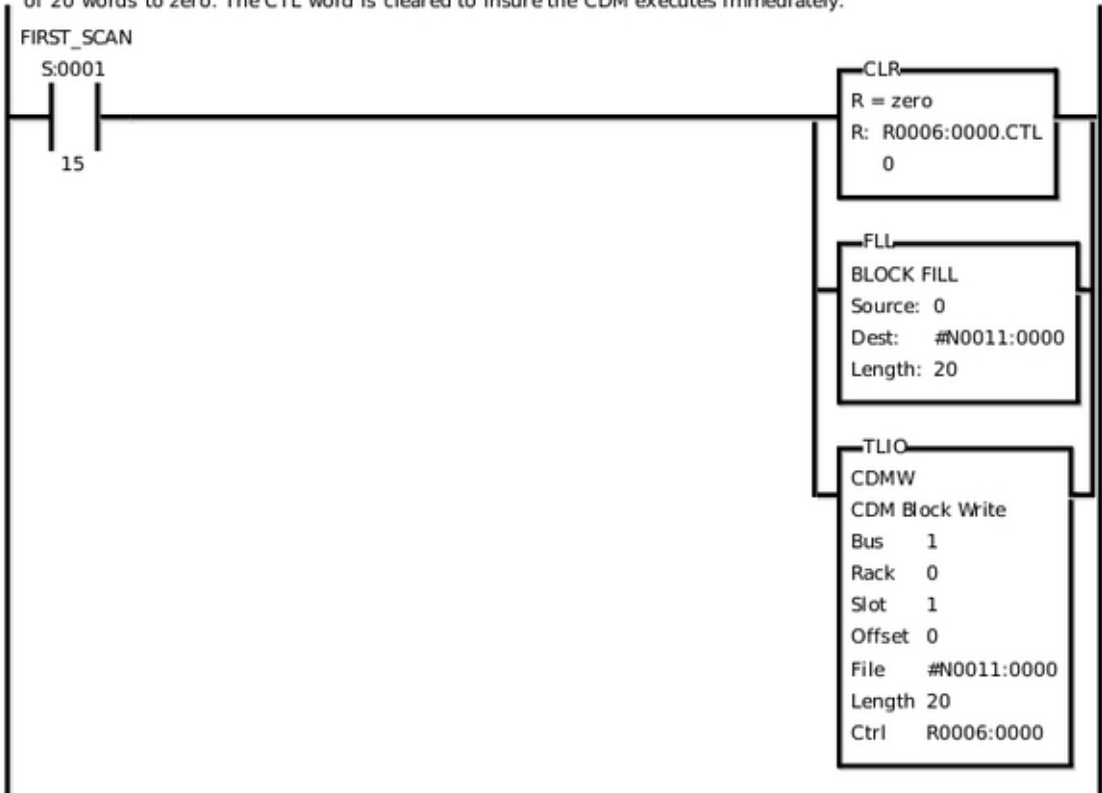 of 20 words to zero. The CTL word is cleared to insure the CDM executes immediately.
FIRST_SCAN
S:0001
15
CLR
R = zero
R: R0006:0000.CTL
0
FLL
BLOCK FILL
Source: 0
Dest: #N0011:0000
Length: 20
TLIO
CDMW
CDM Block Write
Bus 1
Rack 0
Slot 1
Offset 0
File #N0011:0000
Length 20
Ctrl R0006:0000